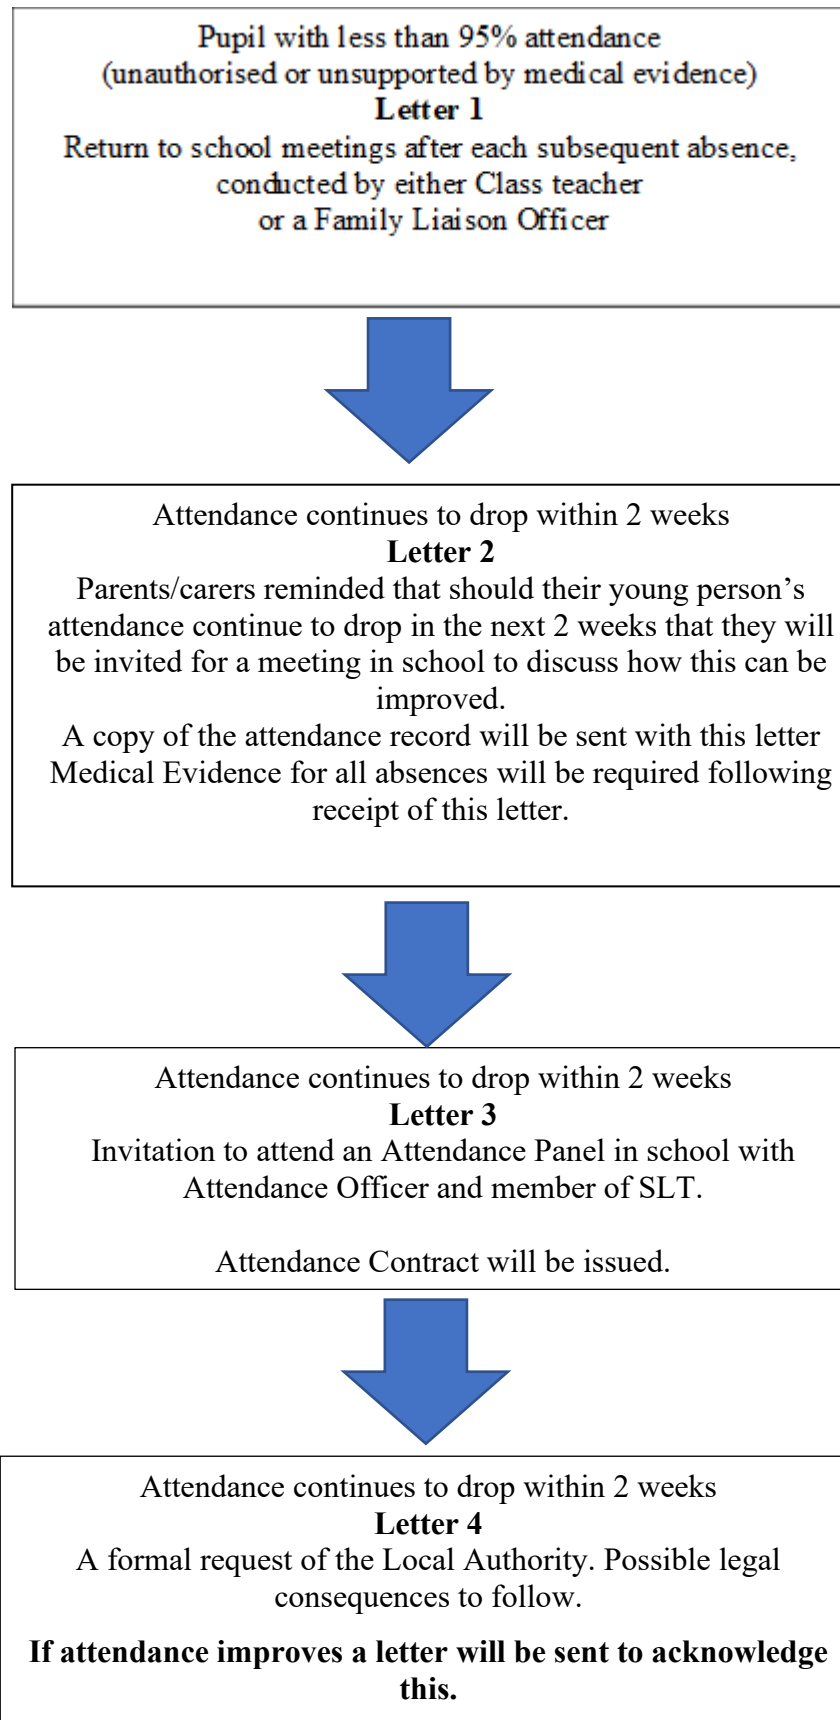 Pupil with less than 95% attendance
(unauthorised or unsupported by medical evidence)
Letter 1
Return to school meetings after each subsequent absence,
conducted by either Class teacher
or a Family Liaison Officer
Attendance continues to drop within 2 weeks
Letter 2
Parents/carers reminded that should their young person’s
attendance continue to drop in the next 2 weeks that they will
be invited for a meeting in school to discuss how this can be
improved.
A copy of the attendance record will be sent with this letter
Medical Evidence for all absences will be required following
receipt of this letter.
Attendance continues to drop within 2 weeks
Letter 3
Invitation to attend an Attendance Panel in school with
Attendance Officer and member of SLT.
Attendance Contract will be issued.
Attendance continues to drop within 2 weeks
Letter 4
A formal request of the Local Authority. Possible legal
consequences to follow.
If attendance improves a letter will be sent to acknowledge
this.